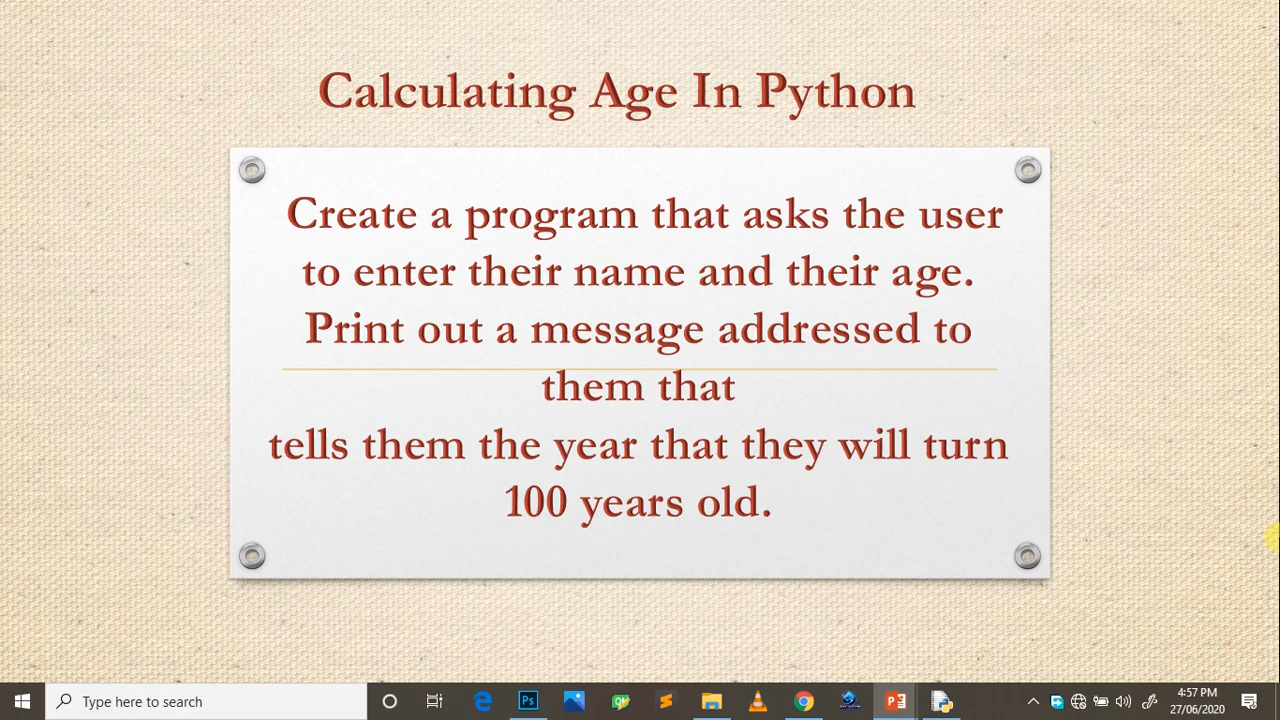 Calculating Age In Python
Create a program that asks the user
to enter their name and their age.
Print out a message addressed to
them that
tells them the year that they will turn
100 years old.
Type here to search
Ps
P
4:57 PM
27/06/2020